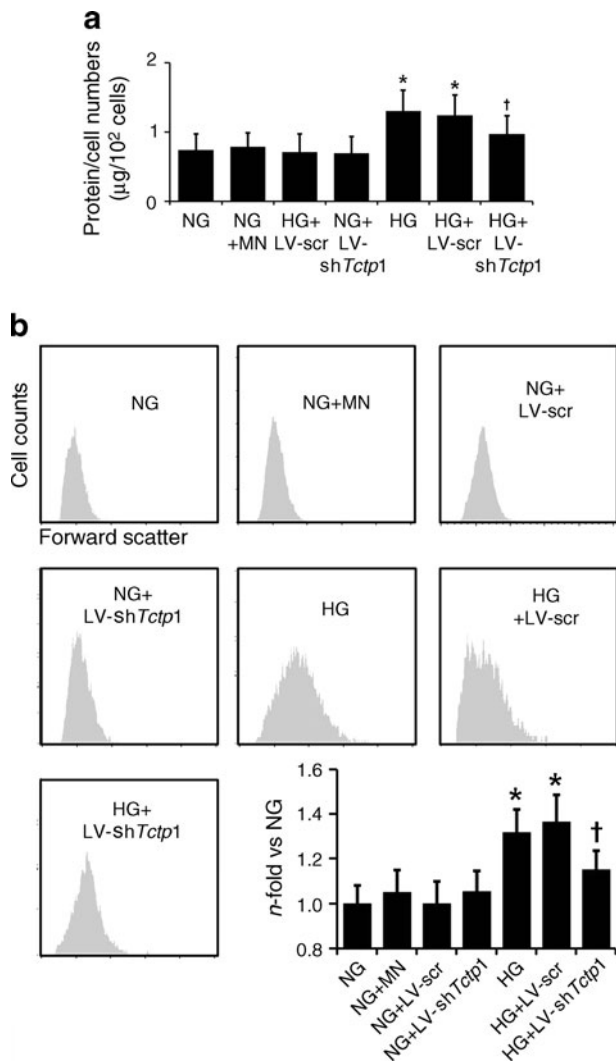 a
Protein/cell numbers
(μg/10² cells)
2
1
0
*
*
†
NG
NG
+MN
HG+
LV-scr
NG+
LV-
shTctp1
HG
HG+
LV-scr
HG+
LV-
shTctp1
b
Cell counts
NG
NG+MN
NG+
LV-scr
Forward scatter
NG+
LV-shTctp1
HG
HG
+LV-scr
HG+
LV-shTctp1
n-fold vs NG
1.6
1.4
1.2
1.0
0.8
*
*
†
NG
NG+MN
NG+LV-scr
NG+LV-shTctp1
HG
HG+LV-scr
HG+LV-shTctp1